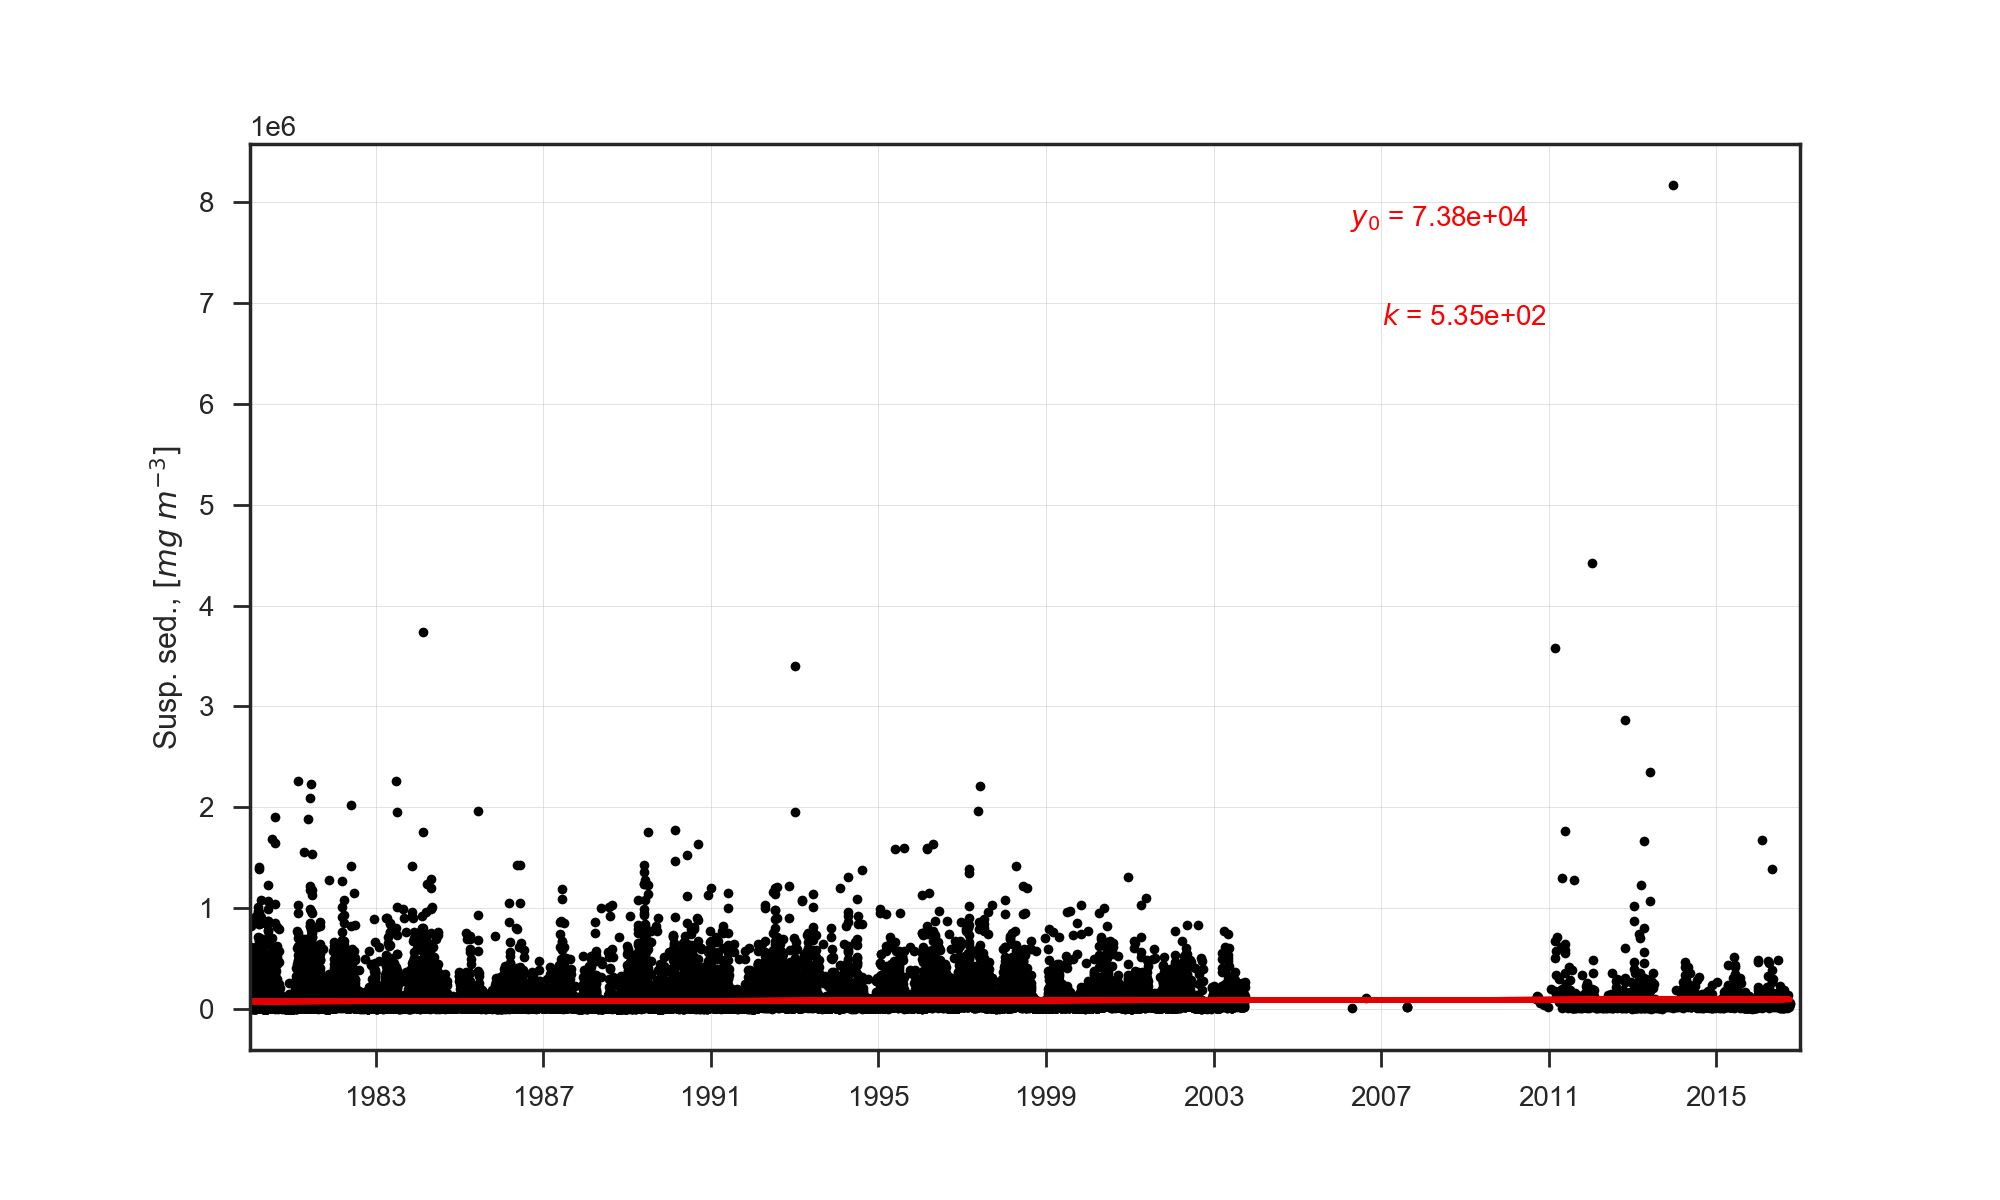 1e6
8
y₀ = 7.38e+04
7
k = 5.35e+02
6
5
4
3
2
1
0
Susp. sed., [mg m⁻³]
1983 1987 1991 1995 1999 2003 2007 2011 2015